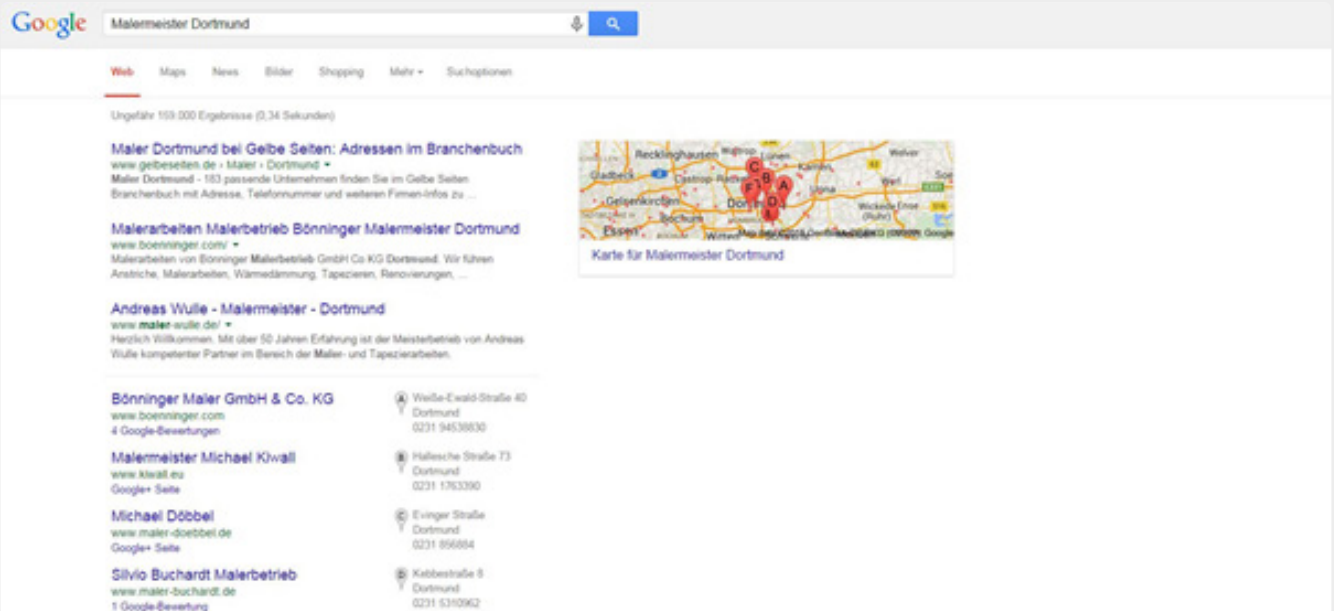 Google
Malermeister Dortmund
Web Maps News Bilder Shopping Mehr Suchoptionen
Ungefähr 159.000 Ergebnisse (0,34 Sekunden)
Maler Dortmund bei Gelbe Seiten: Adressen im Branchenbuch
www.gelbeseiten.de › Maler › Dortmund
Maler Dortmund - 183 passende Unternehmen finden Sie im Gelbe Seiten
Branchenbuch mit Adresse, Telefonnummer und weiteren Firmen-Infos zu ...
Malerarbeiten Malerbetrieb Bönninger Malermeister Dortmund
www.boenninger.com/
Malerarbeiten von Bönninger Malerbetrieb GmbH Co KG Dortmund. Wir führen
Anstriche, Malerarbeiten, Wärmedämmung, Tapezieren, Renovierungen, ...
Andreas Wulle - Malermeister - Dortmund
www.maler-wulle.de/
Herzlich Willkommen. Mit über 50 Jahren Erfahrung ist der Meisterbetrieb von Andreas
Wulle kompetenter Partner im Bereich der Maler- und Tapezierarbeiten.
Bönninger Maler GmbH & Co. KG
www.boenninger.com
4 Google-Bewertungen
A Weiße-Ewald-Straße 40
Dortmund
0231 94538830
Malermeister Michael Kiwall
www.kiwall.eu
Google+ Seite
B Hallesche Straße 73
Dortmund
0231 1763390
Michael Döbbel
www.maler-doebbel.de
Google+ Seite
C Evinger Straße
Dortmund
0231 856884
Silvio Buchardt Malerbetrieb
www.maler-buchardt.de
1 Google-Bewertung
D Kebbestraße 8
Dortmund
0231 5310962
Recklinghausen
Waltrop
Lünen
Welver
Gladbeck
Castrop-
Kamen
Werl
Unna
Gelsenkirchen
Bochum
Wickede
Ense
(Ruhr)
Essen
Witten
Google
C
B
A
F
D
Karte für Malermeister Dortmund